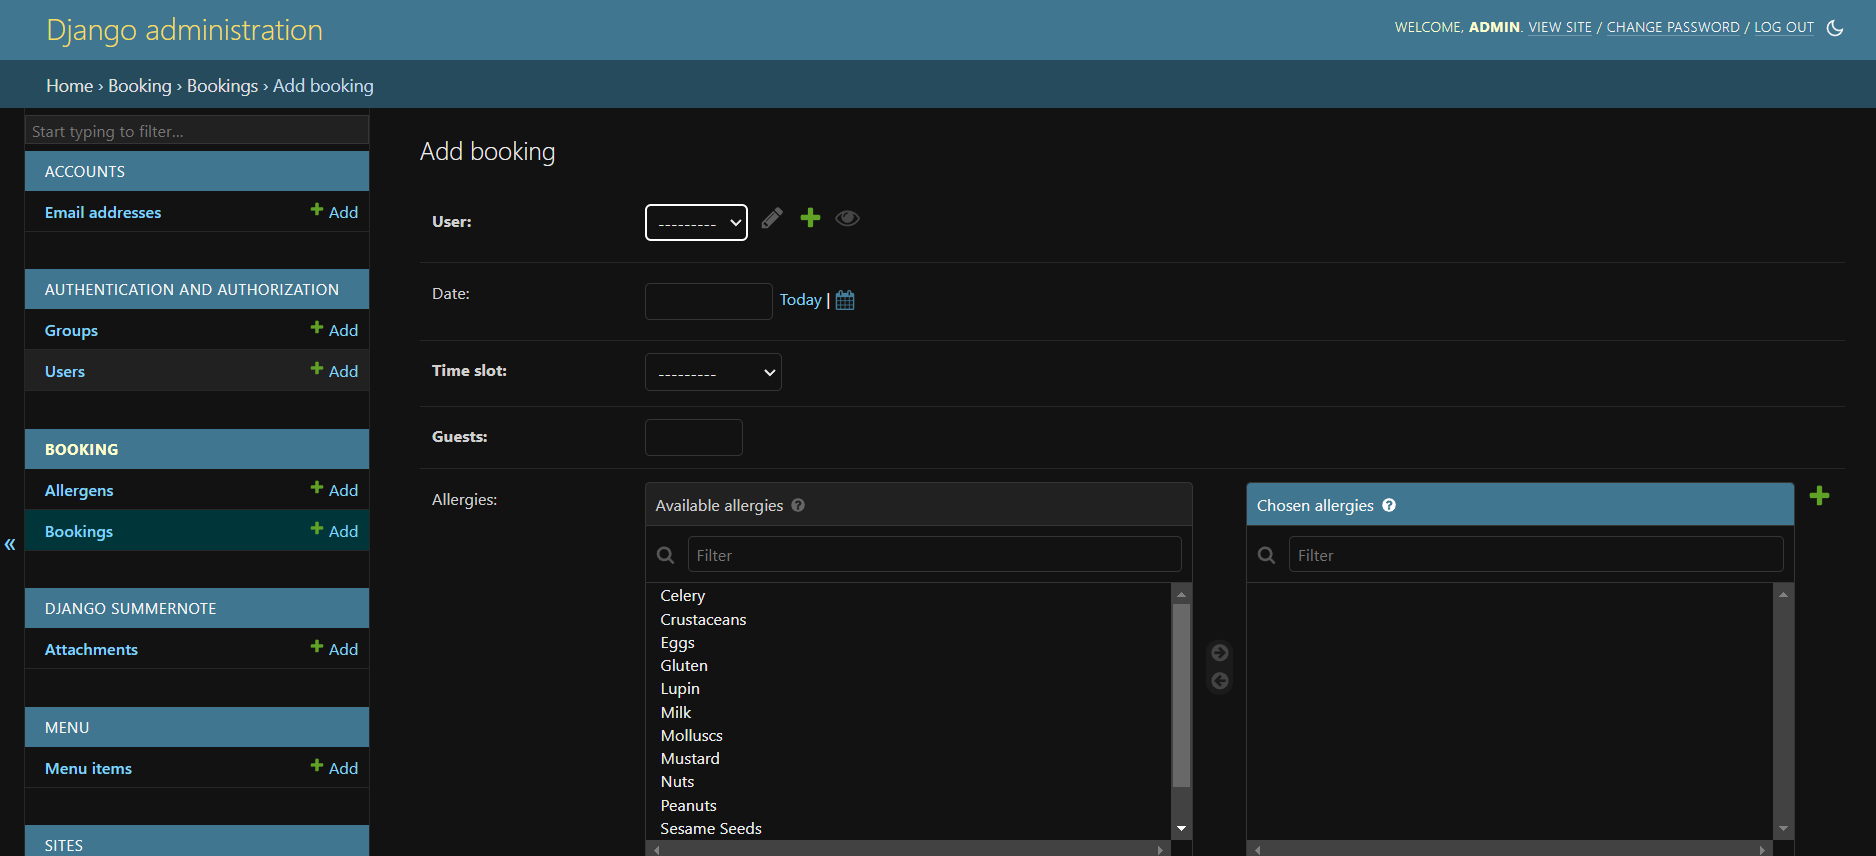 Django administration
WELCOME, ADMIN. VIEW SITE / CHANGE PASSWORD / LOG OUT
Home › Booking › Bookings › Add booking
Start typing to filter...
ACCOUNTS
Email addresses
Add
AUTHENTICATION AND AUTHORIZATION
Groups
Add
Users
Add
BOOKING
Allergens
Add
Bookings
Add
«
DJANGO SUMMERNOTE
Attachments
Add
MENU
Menu items
Add
SITES
Add booking
User:
---------
Date:
Today |
Time slot:
---------
Guests:
Allergies:
Available allergies ?
Filter
Celery
Crustaceans
Eggs
Gluten
Lupin
Milk
Molluscs
Mustard
Nuts
Peanuts
Sesame Seeds
Chosen allergies ?
Filter